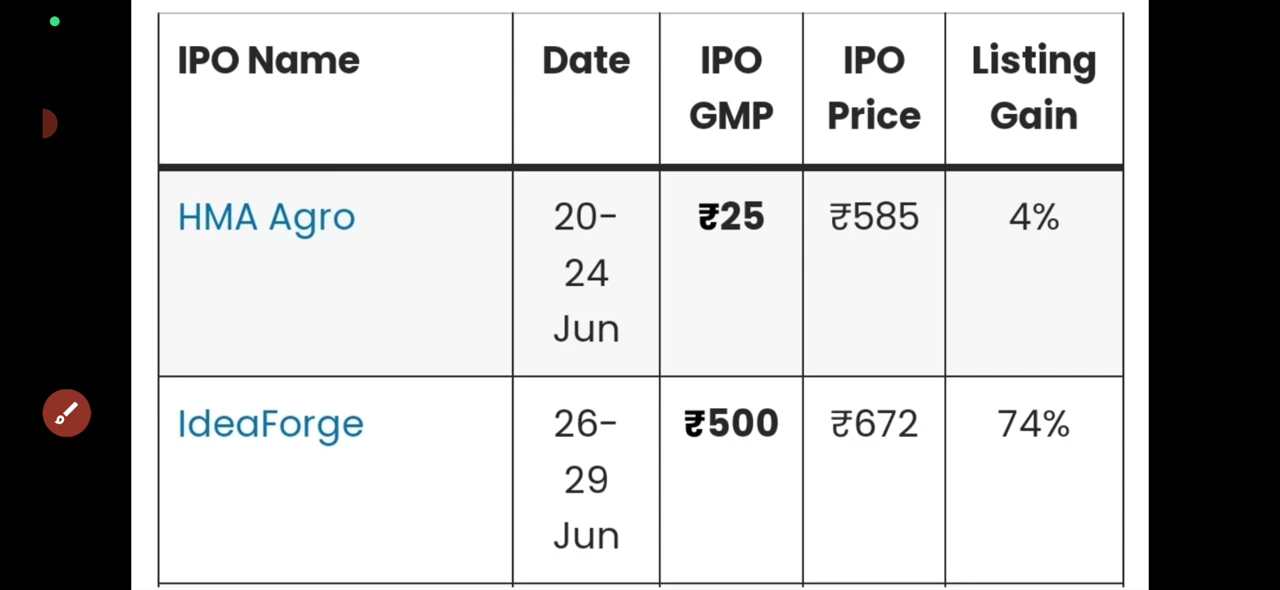 IPO Name Date IPO GMP IPO Price Listing Gain
HMA Agro 20-24 Jun ₹25 ₹585 4%
IdeaForge 26-29 Jun ₹500 ₹672 74%